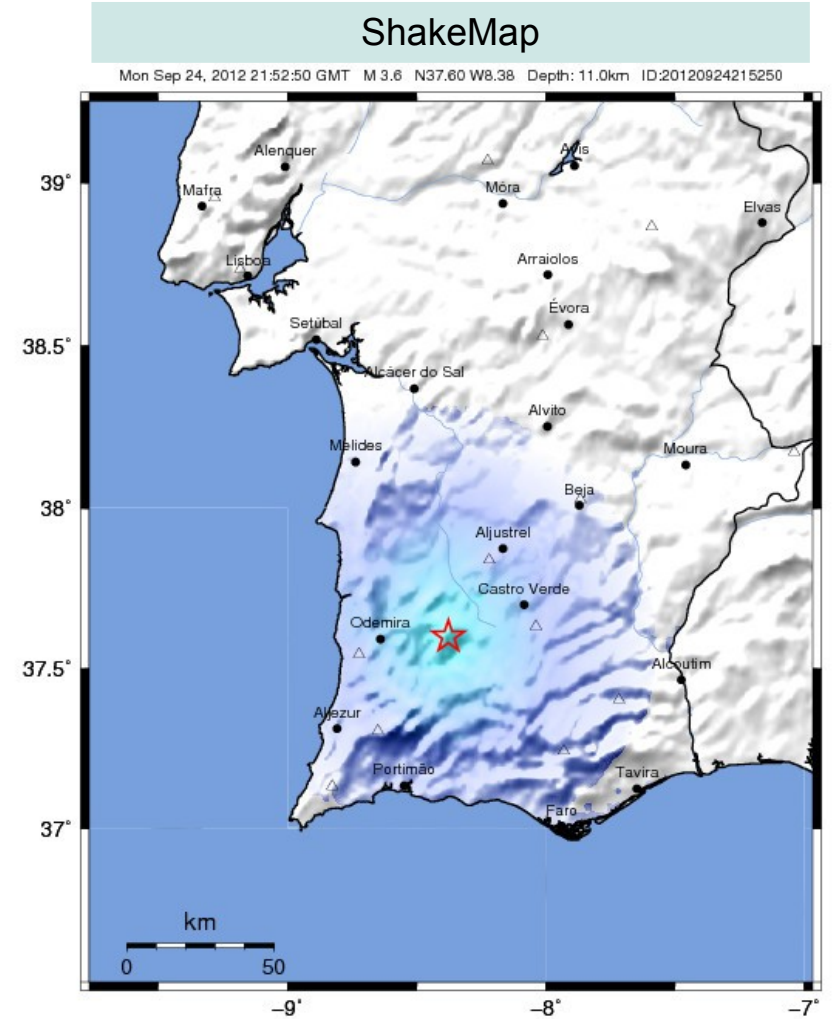 ShakeMap
Mon Sep 24, 2012 21:52:50 GMT M 3.6 N37.60 W8.38 Depth: 11.0km ID:20120924215250
Alenquer
Avis
39°
Mafra
Móra
Elvas
Lisboa
Arraiolos
Évora
Setúbal
38.5°
Alcácer do Sal
Alvito
Melides
Moura
Beja
38°
Aljustrel
Castro Verde
Odemira
37.5°
Alcoutim
Aljezur
Portimão
Tavira
Faro
37°
km
0 50
−9° −8° −7°